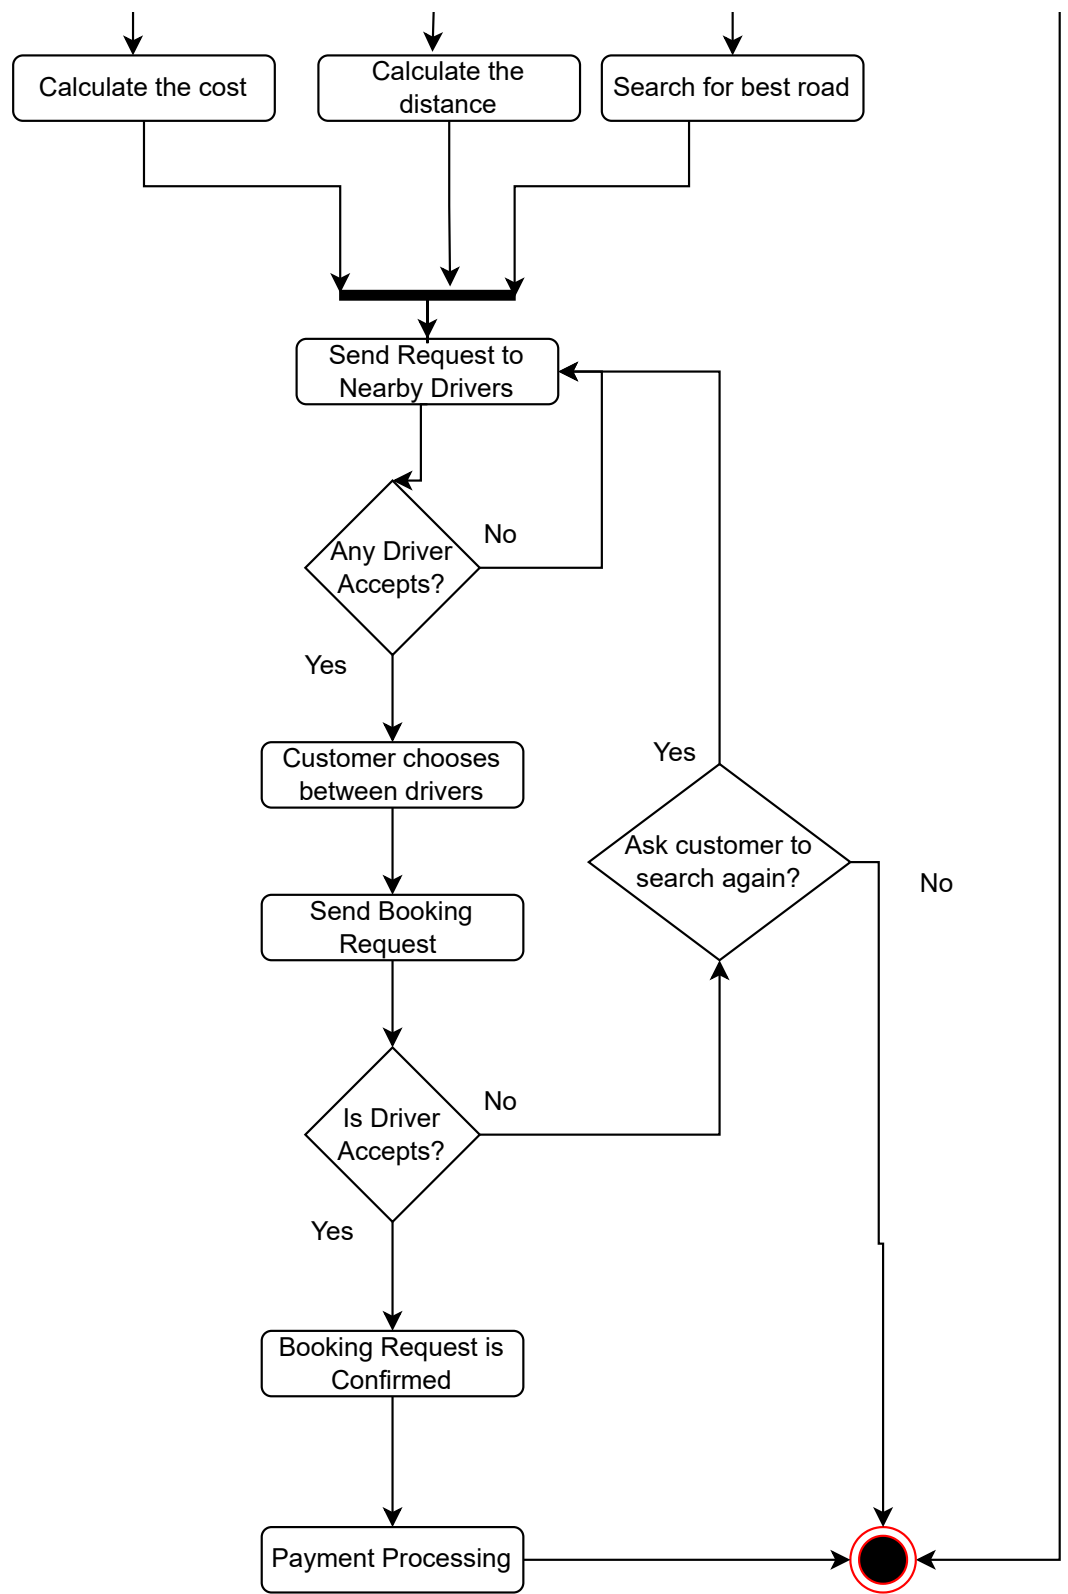 Calculate the cost
Calculate the
distance
Search for best road
Send Request to
Nearby Drivers
No
Any Driver
Accepts?
Yes
Customer chooses
between drivers
Yes
Ask customer to
search again?
No
Send Booking
Request
No
Is Driver
Accepts?
Yes
Booking Request is
Confirmed
Payment Processing